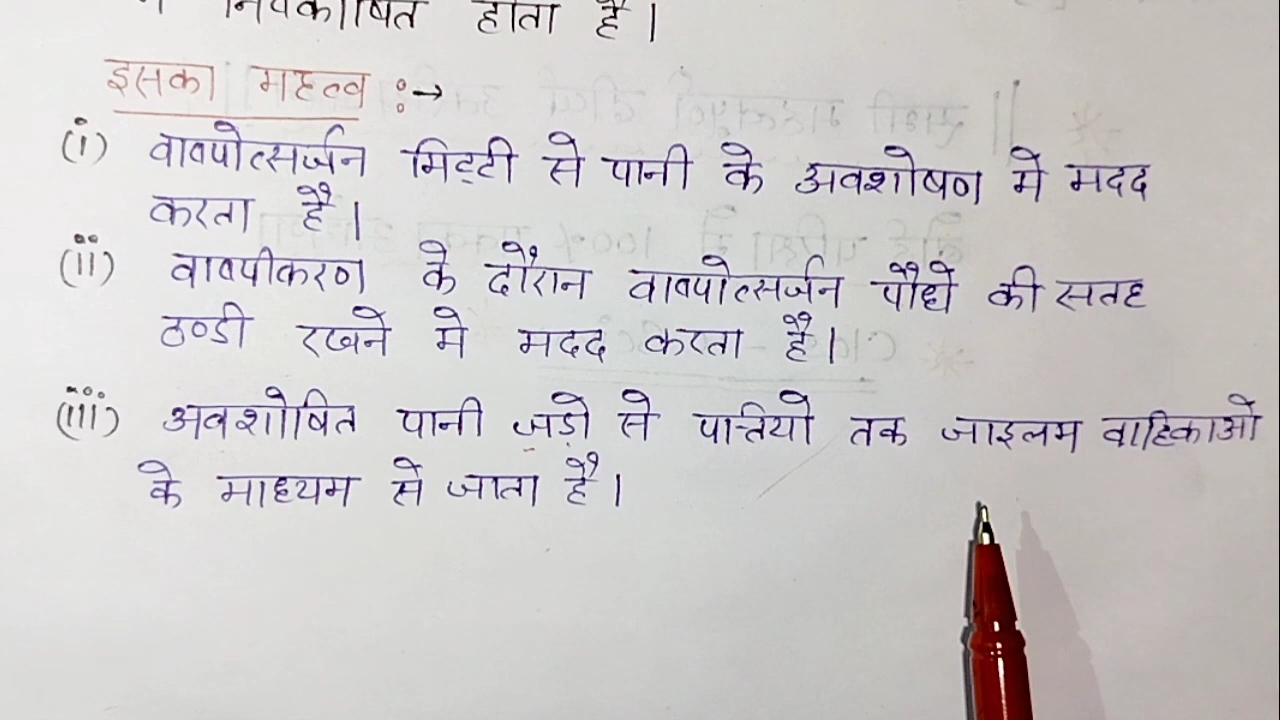 निष्काषित होता है।
इसका महत्व :→
(i) वाष्पोत्सर्जन मिट्टी से पानी के अवशोषण मे मदद
करता है।
(ii) वाष्पीकरण के दौरान वाष्पोत्सर्जन पौधे की सतह
ठण्डी रखने मे मदद करता है।
(iii) अवशोषित पानी जड़ो से पत्तियो तक जाइलम वाहिकाओ
के माध्यम से जाता है।